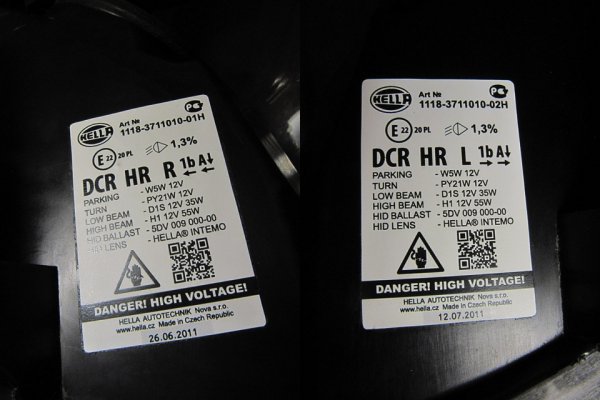 HELLA
Art №
1118-3711010-01H
E 22
20 PL
1,3%
DCR HR R 1b A
PARKING - W5W 12V
TURN - PY21W 12V
LOW BEAM - D1S 12V 35W
HIGH BEAM - H1 12V 55W
HID BALLAST - 5DV 009 000-00
HID LENS - HELLA® INTEMO
DANGER! HIGH VOLTAGE!
HELLA AUTOTECHNIK Nova s.r.o.
www.hella.cz Made in Czech Republic
26.06.2011
HELLA
Art №
1118-3711010-02H
E 22
20 PL
1,3%
DCR HR L 1b A
PARKING - W5W 12V
TURN - PY21W 12V
LOW BEAM - D1S 12V 35W
HIGH BEAM - H1 12V 55W
HID BALLAST - 5DV 009 000-00
HID LENS - HELLA® INTEMO
DANGER! HIGH VOLTAGE!
HELLA AUTOTECHNIK Nova s.r.o.
www.hella.cz Made in Czech Republic
12.07.2011